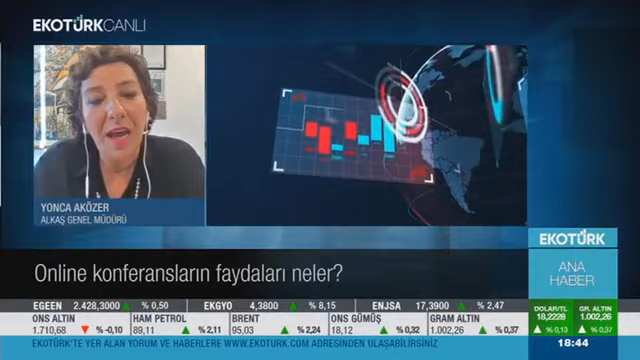 EKOTÜRK CANLI
YONCA AKÖZER
ALKAŞ GENEL MÜDÜRÜ
EKOTÜRK
ANA
HABER
Online konferansların faydaları neler?
EGEEN 2.428,3000 % 0,50 EKGYO 4,3800 % 8,15 ENJSA 17,3900 % 2,47
ONS ALTIN HAM PETROL BRENT ONS GÜMÜŞ GRAM ALTIN
1.710,68 % -0,10 89,11 % 2,11 95,03 % 2,24 18,12 % 0,32 1.002,26 % 0,37
DOLAR/TL GR. ALTIN
18,2228 1.002,26
% 0,13 % 0,37
EKOTÜRK'TE YER ALAN YORUM VE HABERLERE WWW.EKOTURK.COM ADRESİNDEN ULAŞABİLİRSİNİZ
18:44